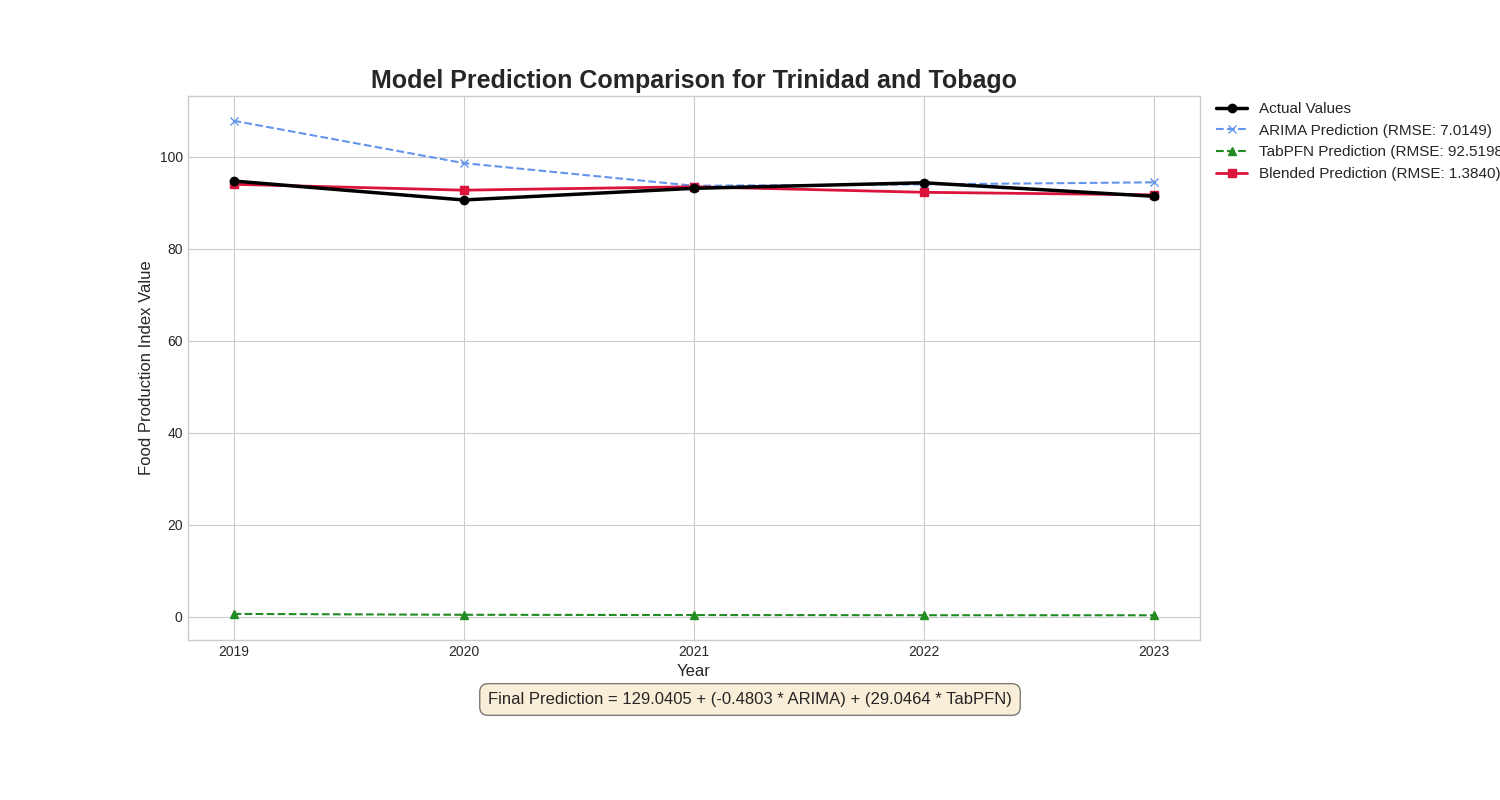 Model Prediction Comparison for Trinidad and Tobago
Actual Values
ARIMA Prediction (RMSE: 7.0149)
TabPFN Prediction (RMSE: 92.5198
Blended Prediction (RMSE: 1.3840)
Food Production Index Value
100
80
60
40
20
0
2019 2020 2021 2022 2023
Year
Final Prediction = 129.0405 + (-0.4803 * ARIMA) + (29.0464 * TabPFN)